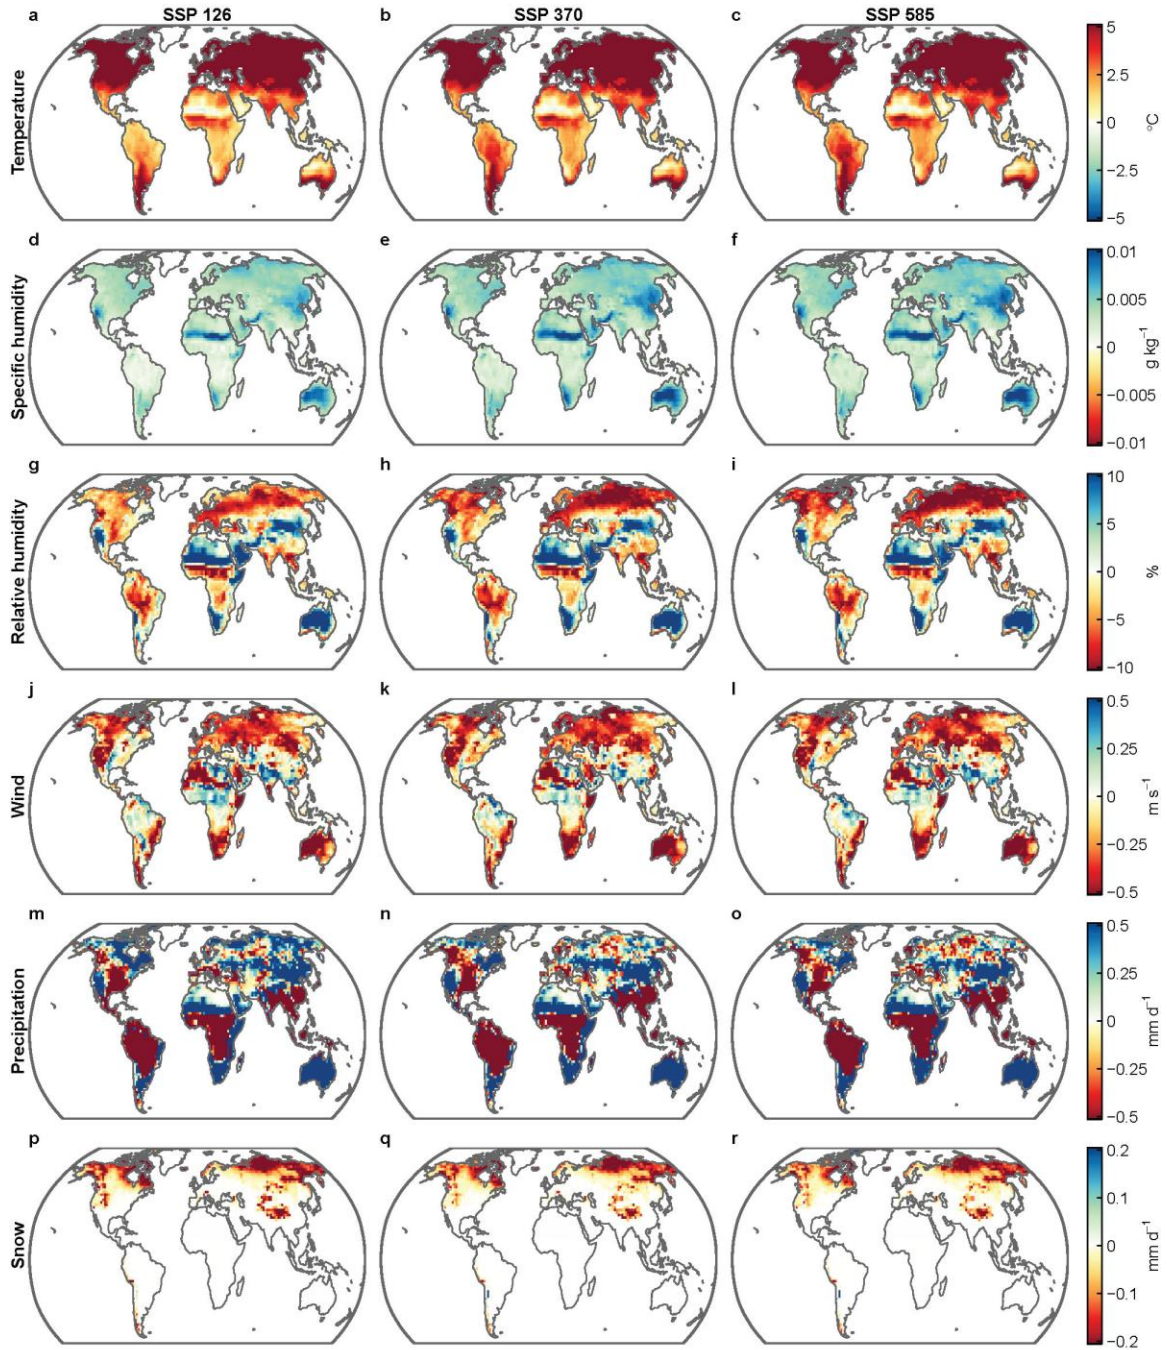 SSP 126 SSP 370 SSP 585
a b c
Temperature
5
2.5
0
−2.5
−5
°C
d e f
Specific humidity
0.01
0.005
0
−0.005
−0.01
g kg⁻¹
g h i
Relative humidity
10
5
0
−5
−10
%
j k l
Wind
0.5
0.25
0
−0.25
−0.5
m s⁻¹
m n o
Precipitation
0.5
0.25
0
−0.25
−0.5
mm d⁻¹
p q r
Snow
0.2
0.1
0
−0.1
−0.2
mm d⁻¹